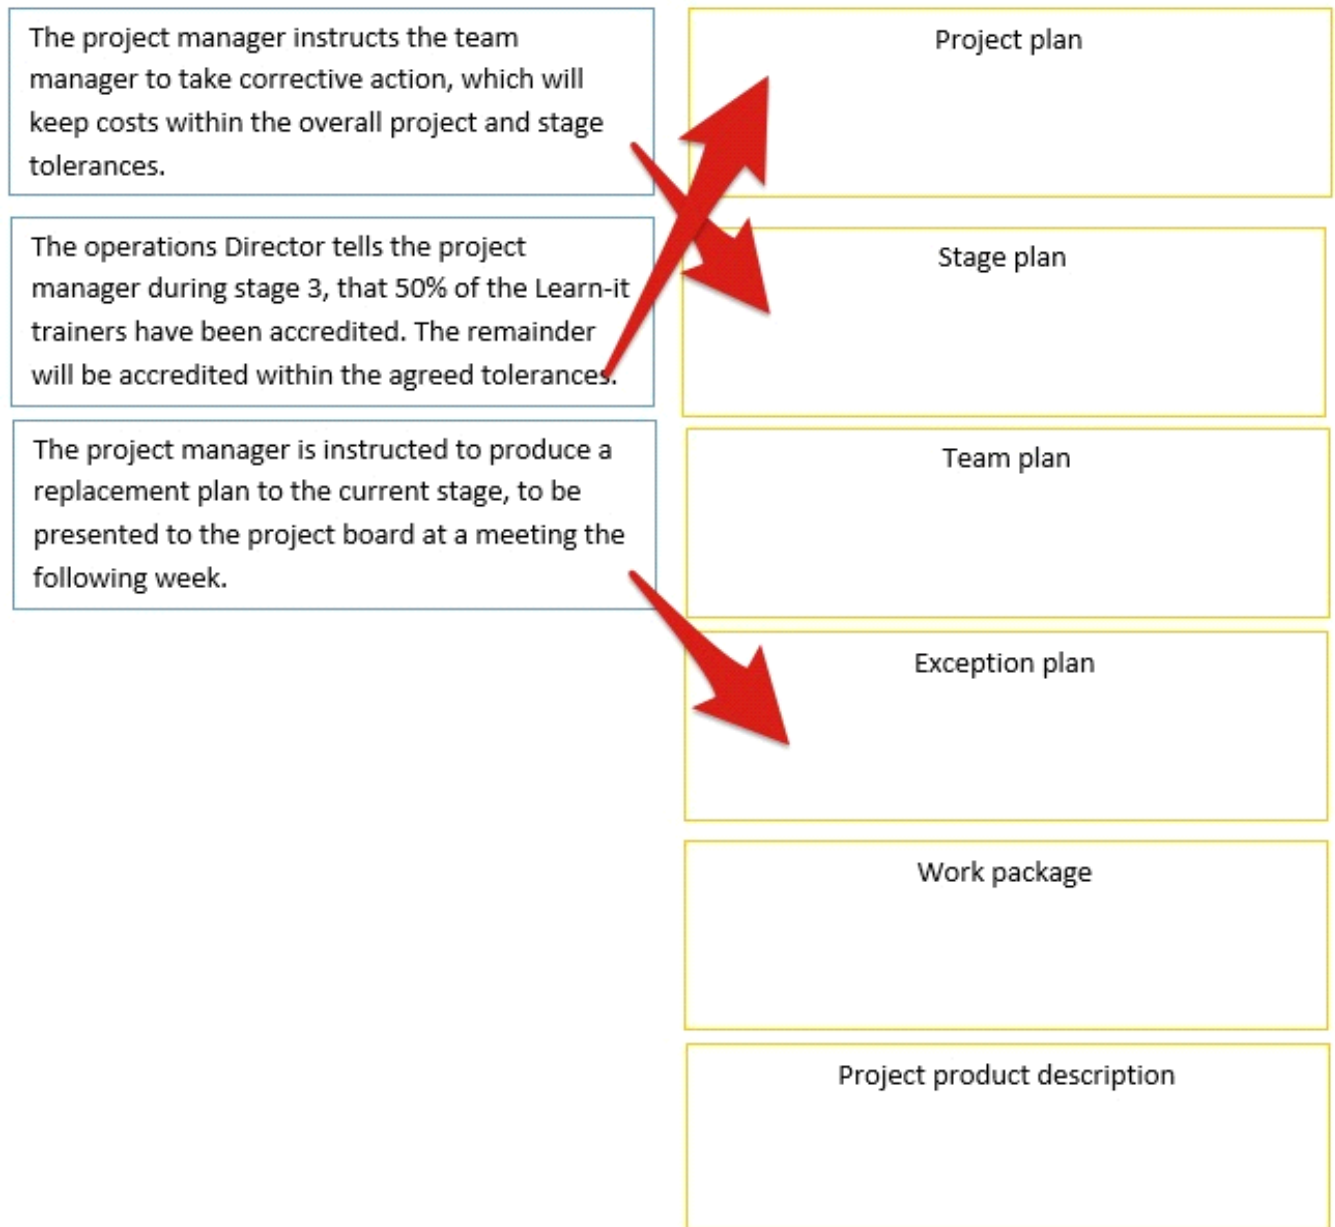 The project manager instructs the team
manager to take corrective action, which will
keep costs within the overall project and stage
tolerances.
The operations Director tells the project
manager during stage 3, that 50% of the Learn-it
trainers have been accredited. The remainder
will be accredited within the agreed tolerances.
The project manager is instructed to produce a
replacement plan to the current stage, to be
presented to the project board at a meeting the
following week.
Project plan
Stage plan
Team plan
Exception plan
Work package
Project product description